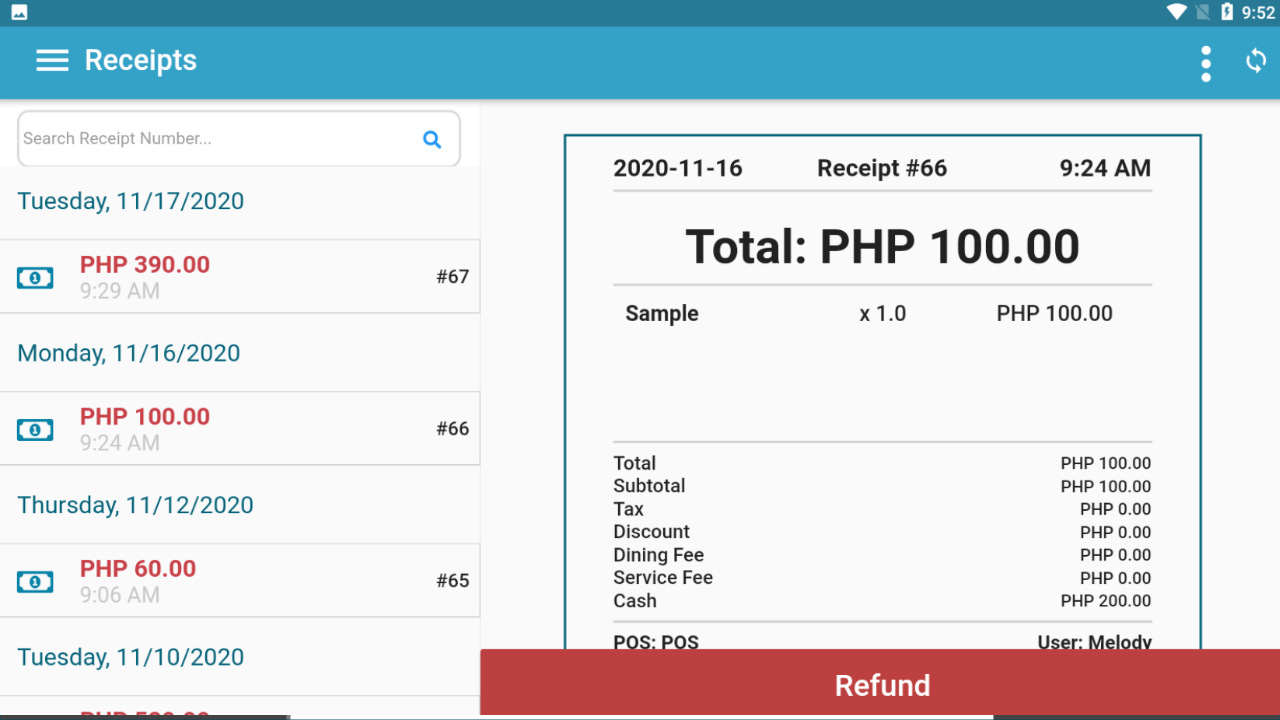 9:52
Receipts
Search Receipt Number...
Tuesday, 11/17/2020
PHP 390.00
9:29 AM
#67
Monday, 11/16/2020
PHP 100.00
9:24 AM
#66
Thursday, 11/12/2020
PHP 60.00
9:06 AM
#65
Tuesday, 11/10/2020
2020-11-16 Receipt #66 9:24 AM
Total: PHP 100.00
Sample x 1.0 PHP 100.00
Total PHP 100.00
Subtotal PHP 100.00
Tax PHP 0.00
Discount PHP 0.00
Dining Fee PHP 0.00
Service Fee PHP 0.00
Cash PHP 200.00
POS: POS User: Melody
Refund